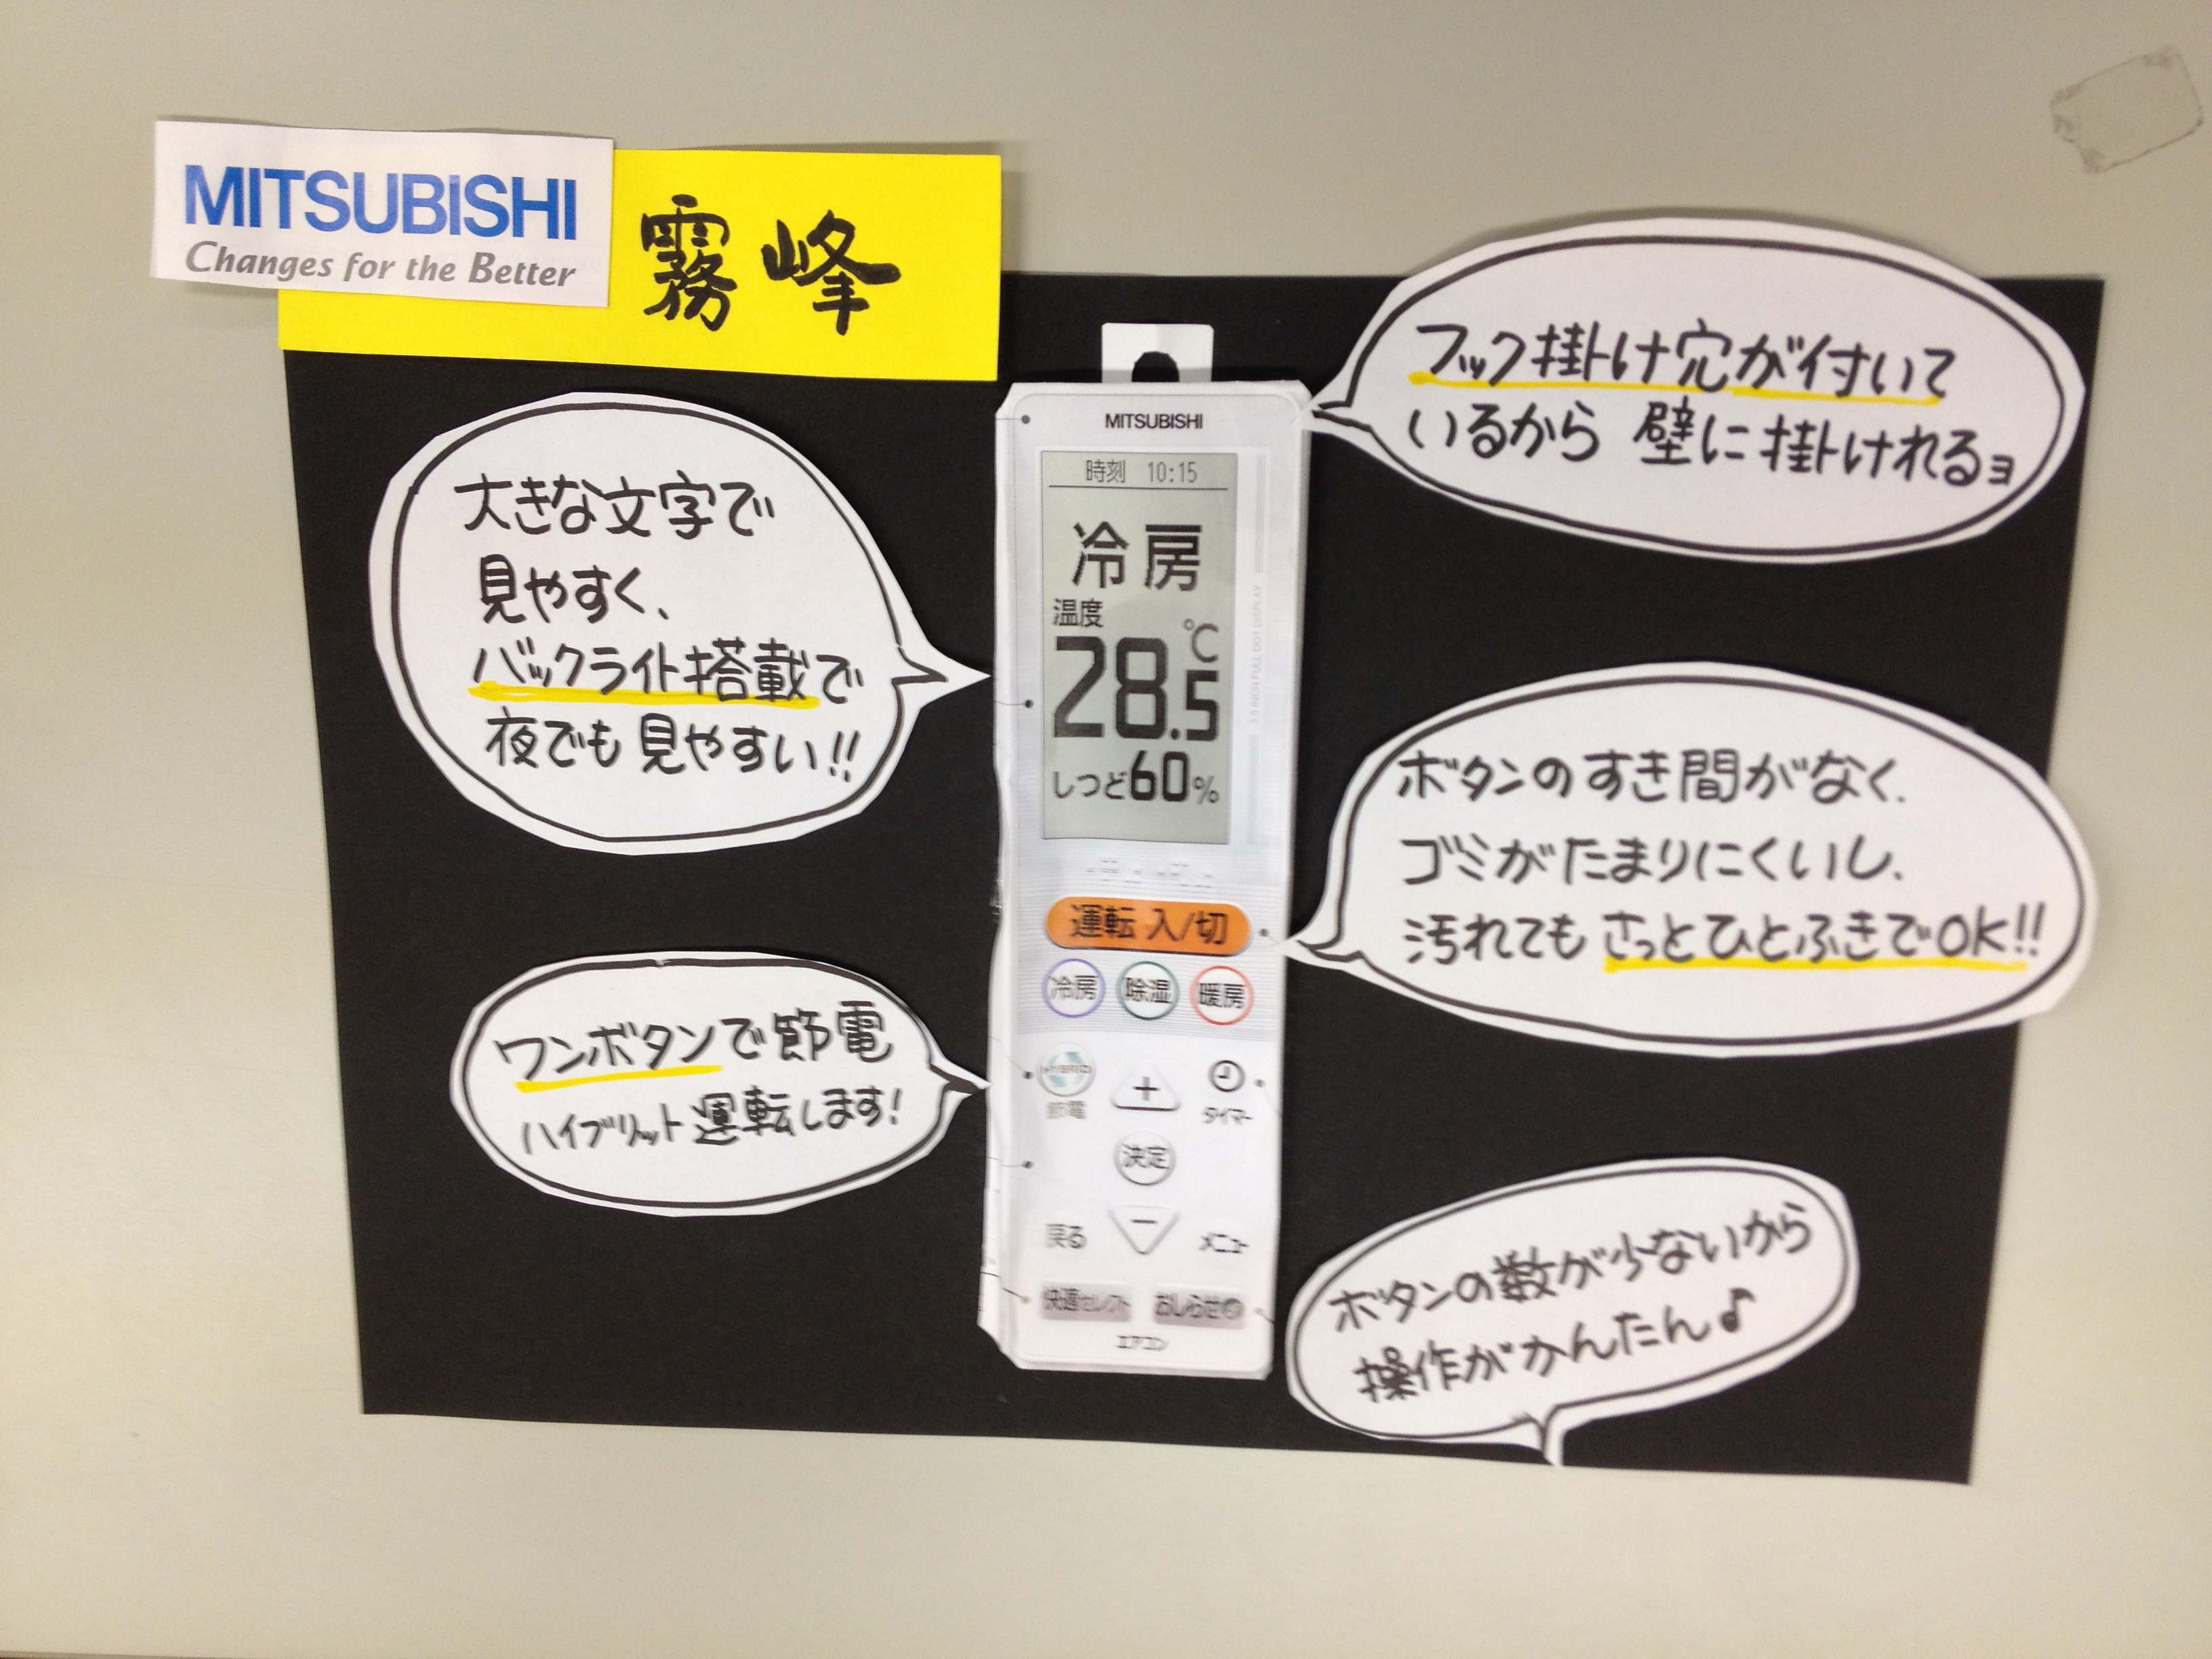 MITSUBISHI
Changes for the Better
霧峰
大きな文字で
見やすく、
バックライト搭載で
夜でも見やすい!!
ワンボタンで節電
ハイブリット運転します!
フック掛け穴が付いて
いるから 壁に掛けれるョ
ボタンのすき間がなく、
ゴミがたまりにくいし、
汚れてもさっとひとふきでOK!!
ボタンの数が少ないから
操作がかんたん♪
MITSUBISHI
時刻 10:15
冷房
温度
28.5℃
しつど60%
3.5 INCH FULL DOT DISPLAY
運転 入/切
冷房 除湿 暖房
節電
+
タイマー
決定
戻る
−
メニュー
快適セレクト
エアコン